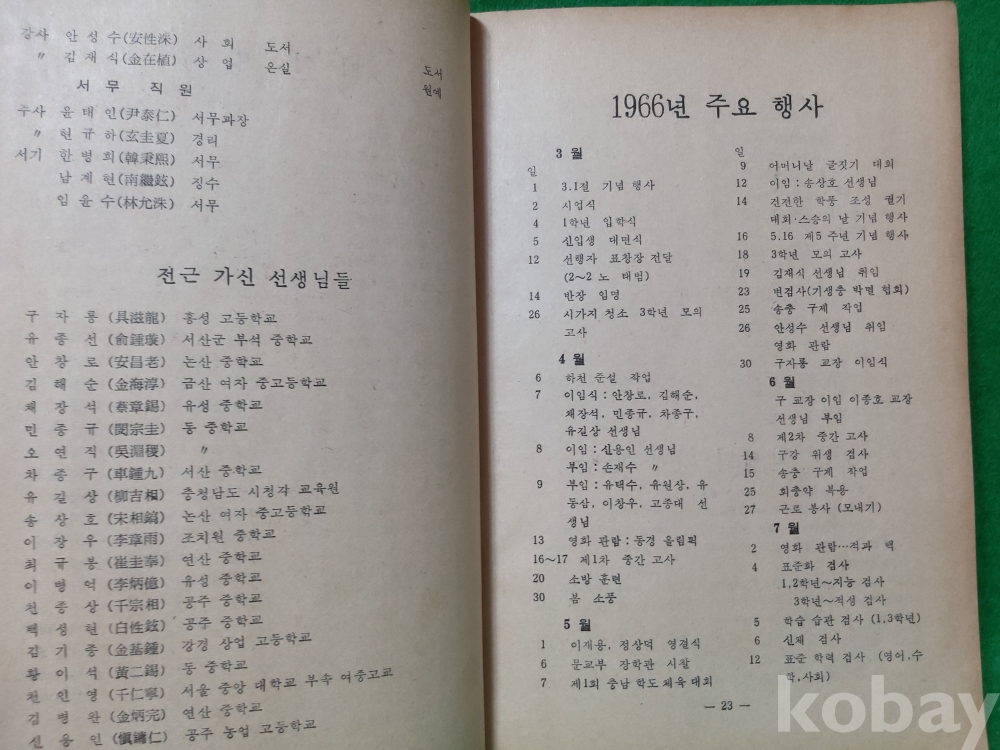 강사 안 성 수(安性洙) 사 회 도서
〃 김 재 식(金在植) 상 업 온실 도서
원예
서 무 직 원
주사 윤 태 인(尹泰仁) 서무과장
〃 현 규 하(玄圭夏) 경리
서기 한 병 희(韓秉熙) 서무
남 계 현(南繼鉉) 징수
임 윤 수(林允洙) 서무
전근 가신 선생님들
구 자 룡(具滋龍) 홍성 고등학교
유 종 선(俞鍾璇) 서산군 부석 중학교
안 창 로(安昌老) 논산 중학교
김 해 순(金海淳) 금산 여자 중고등학교
채 장 석(蔡章錫) 유성 중학교
민 종 규(閔宗圭) 동 중학교
오 연 직(吳淵稷) 〃
차 종 구(車鍾九) 서산 중학교
유 길 상(柳吉相) 충청남도 시청각 교육원
송 상 호(宋相鎬) 논산 여자 중고등학교
이 장 우(李章雨) 조치원 중학교
최 규 봉(崔圭奉) 연산 중학교
이 병 억(李炳億) 유성 중학교
천 종 상(千宗相) 공주 중학교
백 성 현(白性鉉) 공주 중학교
김 기 종(金基鍾) 강경 상업 고등학교
황 이 석(黃二錫) 동 중학교
천 인 영(千仁寧) 서울 중앙 대학교 부속 여중고교
김 병 완(金炳完) 연산 중학교
신 용 인(愼鏞仁) 공주 농업 고등학교
1966년 주요 행사
3 월
일
1 3.1절 기념 행사
2 시업식
4 1학년 입학식
5 신입생 대면식
12 선행자 표창장 전달
(2~2 노 태범)
14 반장 임명
26 시가지 청소 3학년 모의
고사
4 월
6 하천 준설 작업
7 이임식 : 안창로, 김해순,
채장석, 민종규, 차종구,
유길상 선생님
8 이임 : 신용인 선생님
부임 : 손재수 〃
9 부임 : 유택수, 유원상, 유
동삼, 이창우, 고종대 선
생님
13 영화 관람 : 동경 올림픽
16~17 제1차 중간 고사
20 소방 훈련
30 봄 소풍
5 월
1 이재용, 정상덕 영결식
6 문교부 장학관 시찰
7 제1회 충남 학도 체육 대회
일
9 어머니날 글짓기 대회
12 이임 : 송상호 선생님
14 건전한 학풍 조성 궐기
대회·스승의 날 기념 행사
16 5.16 제5 주년 기념 행사
18 3학년 모의 고사
19 김재식 선생님 취임
23 변검사(기생충 박멸 협회)
25 송충 구제 작업
26 안성수 선생님 취임
영화 관람
30 구자룡 교장 이임식
6 월
구 교장 이임 이종호 교장
선생님 부임
8 제2차 중간 고사
14 구강 위생 검사
15 송충 구제 작업
25 회충약 복용
27 근로 봉사 (모내기)
7 월
2 영화 관람…적과 백
4 표준화 검사
1,2학년~지능 검사
3학년~적성 검사
5 학습 습관 검사 (1,3학년)
6 신체 검사
12 표준 학력 검사 (영어,수
학,사회)
— 23 —
kobay